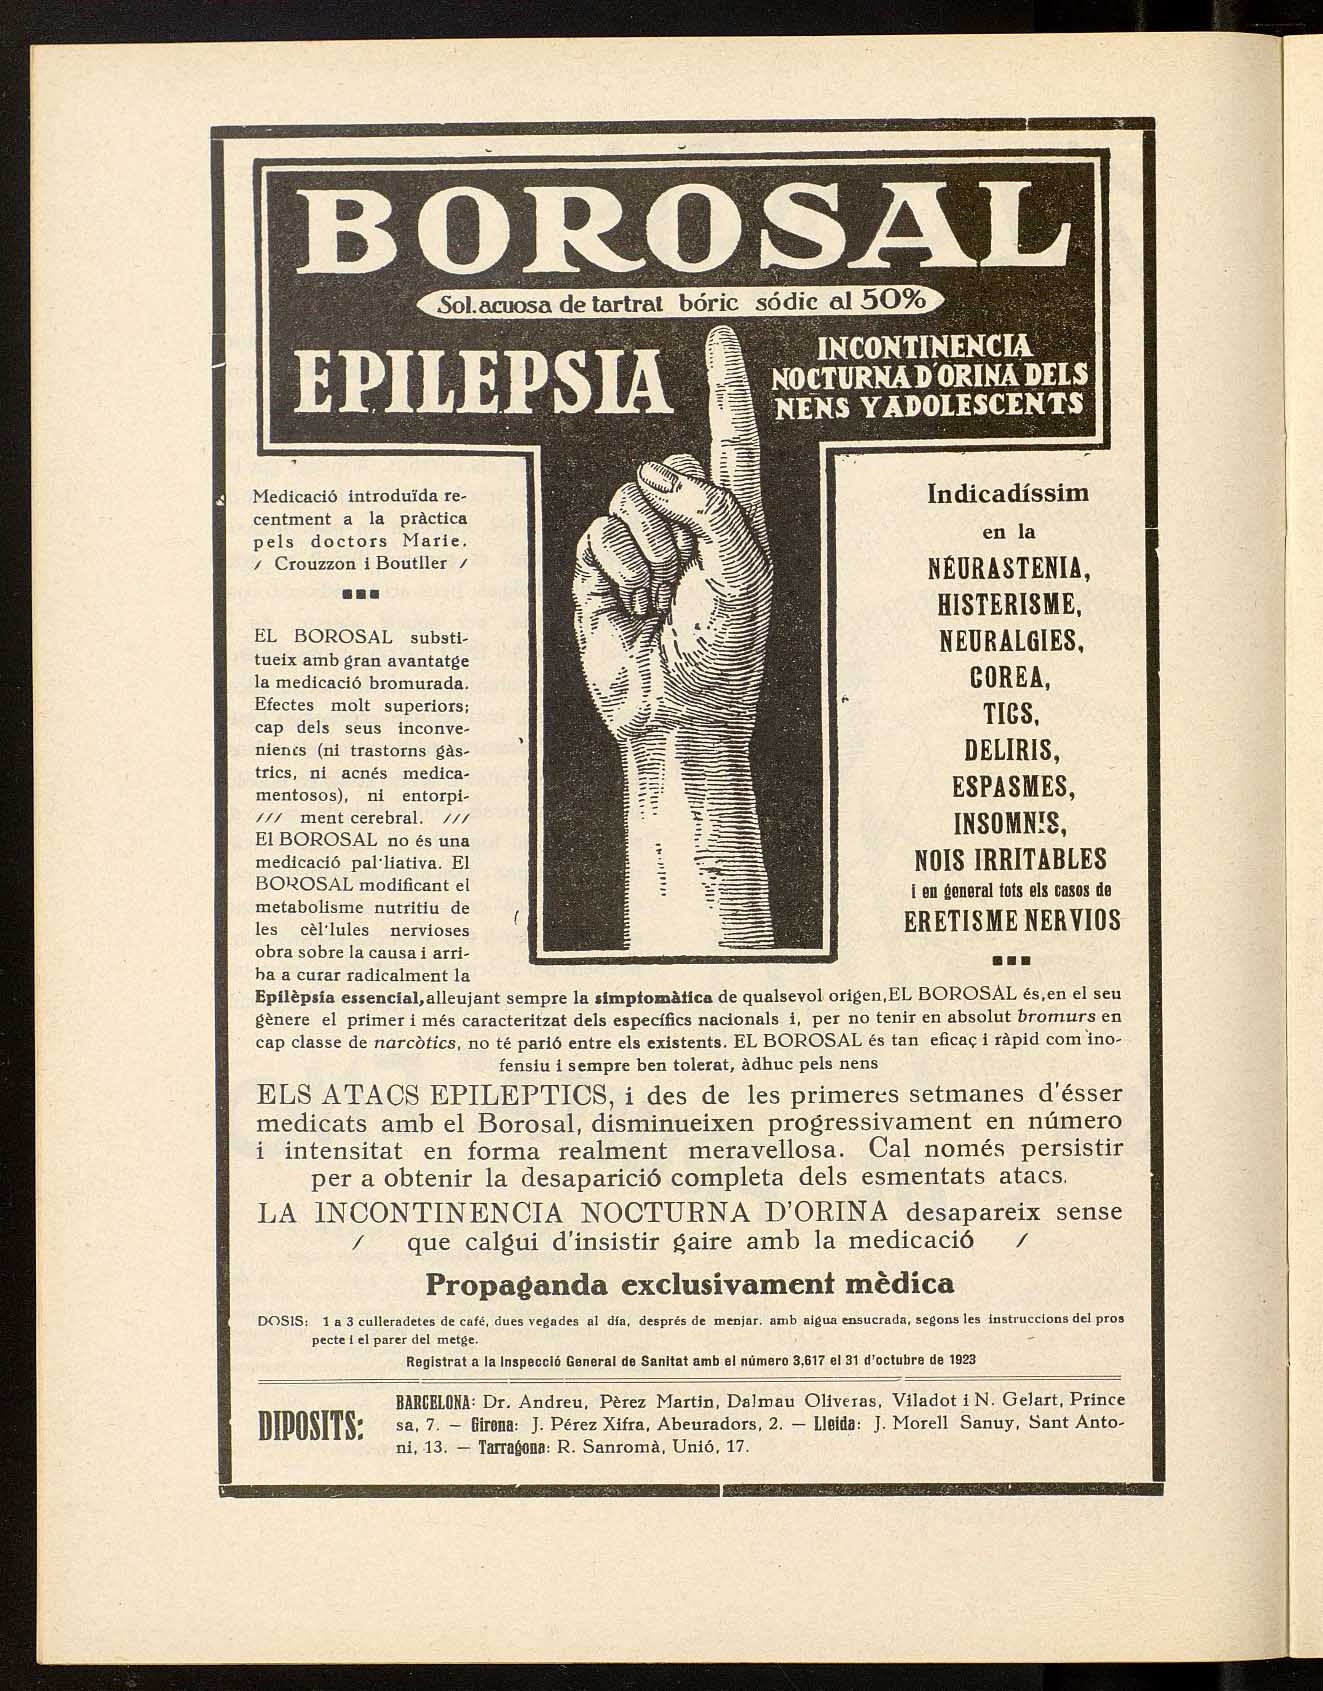 BOROSAL
Sol. acuosa de tartrat bóric sódic al 50%
EPILEPSIA
INCONTINENCIA
NOCTURNA D'ORINA DELS
NENS Y ADOLESCENTS
Medicació introduïda re-
centment a la pràctica
pels doctors Marie.
/ Crouzzon i Boutller /
EL BOROSAL substi-
tueix amb gran avantatge
la medicació bromurada.
Efectes molt superiors;
cap dels seus inconve-
nients (ni trastorns gàs-
trics, ni acnés medica-
mentosos), ni entorpi-
/// ment cerebral. ///
El BOROSAL no és una
medicació pal·liativa. El
BOROSAL modificant el
metabolisme nutritiu de
les cèl·lules nervioses
obra sobre la causa i arri-
ba a curar radicalment la
Indicadíssim
en la
NÉURASTENIA,
HISTERISME,
NEURALGIES,
COREA,
TICS,
DELIRIS,
ESPASMES,
INSOMNIS,
NOIS IRRITABLES
i en general tots els casos de
ERETISME NERVIOS
Epilèpsia essencial, alleujant sempre la simptomàtica de qualsevol origen, EL BOROSAL és, en el seu
gènere el primer i més caracteritzat dels específics nacionals i, per no tenir en absolut bromurs en
cap classe de narcòtics, no té parió entre els existents. EL BOROSAL és tan eficaç i ràpid com ino-
fensiu i sempre ben tolerat, àdhuc pels nens
ELS ATACS EPILEPTICS, i des de les primeres setmanes d'ésser
medicats amb el Borosal, disminueixen progressivament en número
i intensitat en forma realment meravellosa. Cal només persistir
per a obtenir la desaparició completa dels esmentats atacs.
LA INCONTINENCIA NOCTURNA D'ORINA desapareix sense
/ que calgui d'insistir gaire amb la medicació /
Propaganda exclusivament mèdica
DOSIS: 1 a 3 culleradetes de café, dues vegades al día, després de menjar. amb aigua ensucrada, segons les instruccions del pros
pecte i el parer del metge.
Registrat a la Inspecció General de Sanitat amb el número 3,617 el 31 d'octubre de 1923
DIPOSITS:
BARCELONA: Dr. Andreu, Pèrez Martin, Dalmau Oliveras, Viladot i N. Gelart, Prince
sa, 7. — Girona: J. Pérez Xifra, Abeuradors, 2. — Lleida: J. Morell Sanuy, Sant Anto-
ni, 13. — Tarragona: R. Sanromà, Unió, 17.